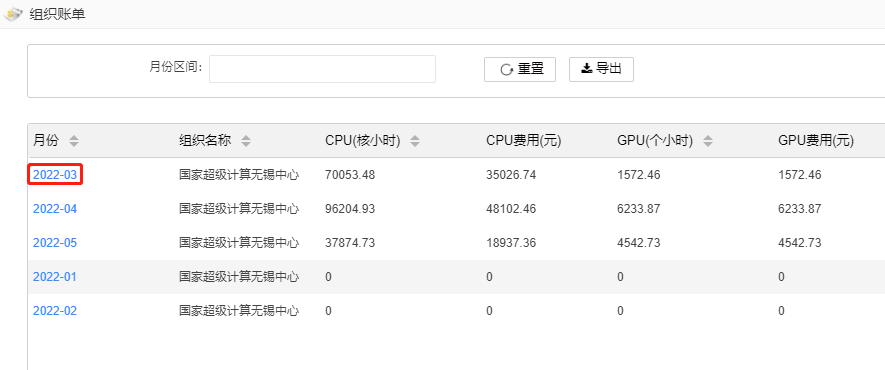 组织账单
月份区间:
重置 导出
月份 组织名称 CPU(核小时) CPU费用(元) GPU(个小时) GPU费用(元)
2022-03 国家超级计算无锡中心 70053.48 35026.74 1572.46 1572.46
2022-04 国家超级计算无锡中心 96204.93 48102.46 6233.87 6233.87
2022-05 国家超级计算无锡中心 37874.73 18937.36 4542.73 4542.73
2022-01 国家超级计算无锡中心 0 0 0 0
2022-02 国家超级计算无锡中心 0 0 0 0